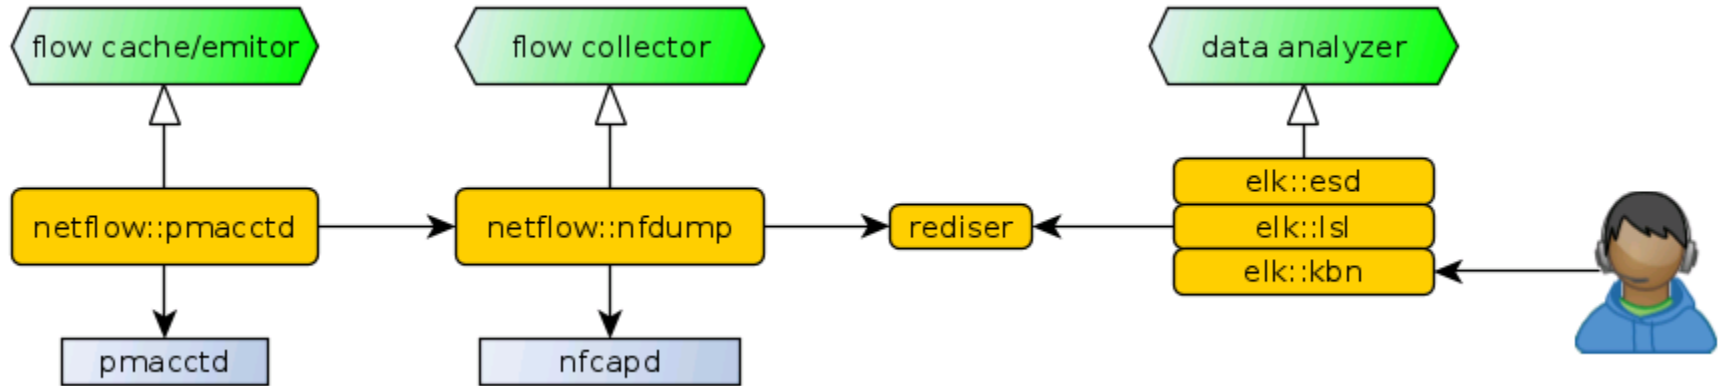 flow cache/emitor
flow collector
data analyzer
netflow::pmacctd
netflow::nfdump
rediser
elk::esd
elk::lsl
elk::kbn
pmacctd
nfcapd